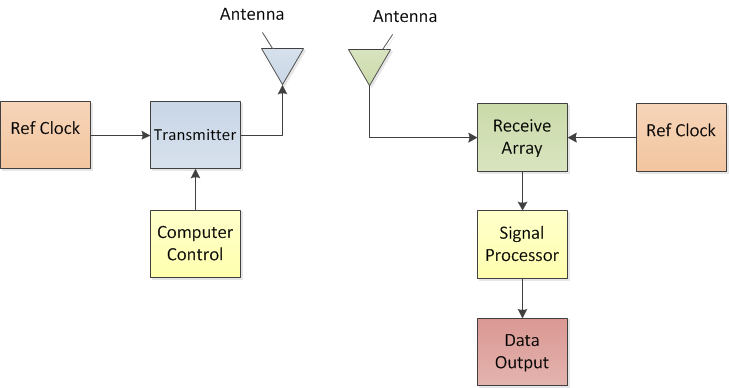 Antenna
Antenna
Ref Clock
Transmitter
Receive
Array
Ref Clock
Computer
Control
Signal
Processor
Data
Output